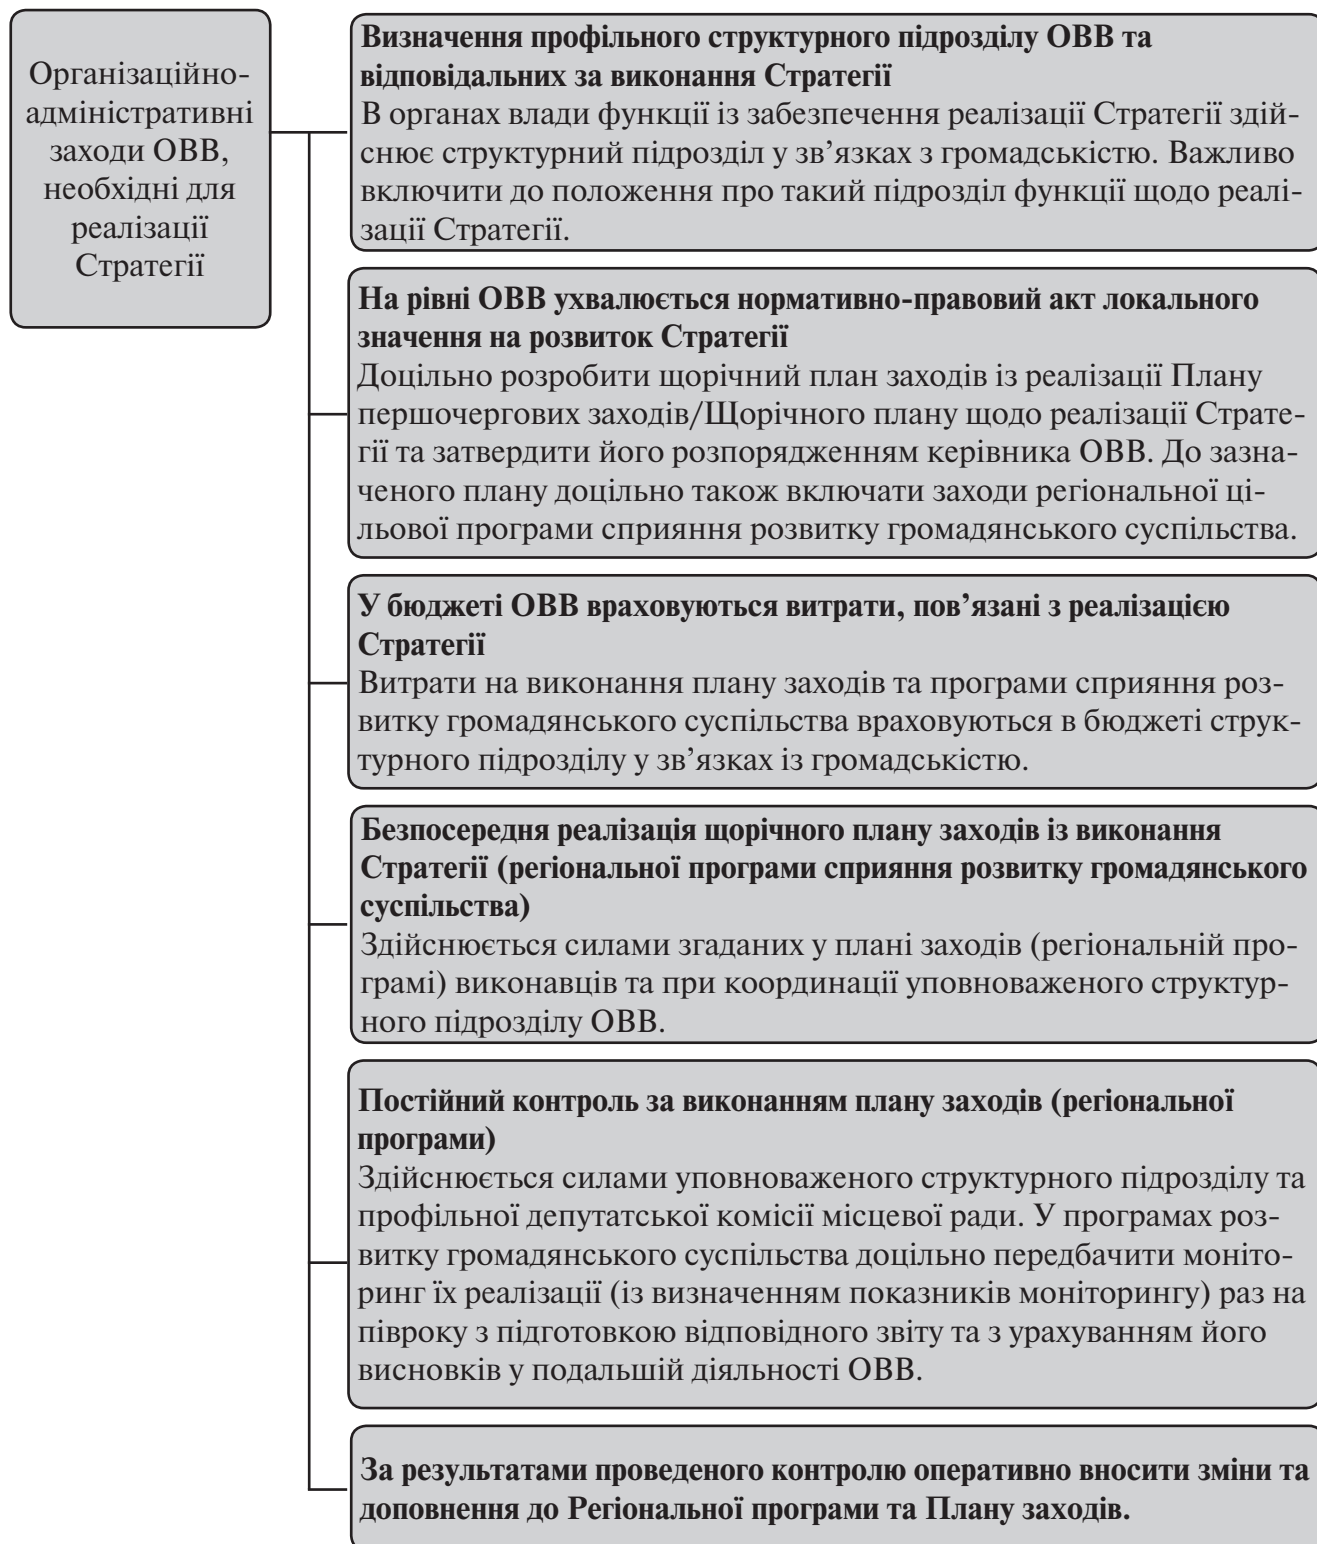 Організаційно-
адміністративні
заходи ОВВ,
необхідні для
реалізації
Стратегії
Визначення профільного структурного підрозділу ОВВ та
відповідальних за виконання Стратегії
В органах влади функції із забезпечення реалізації Стратегії здій-
снює структурний підрозділ у зв'язках з громадськістю. Важливо
включити до положення про такий підрозділ функції щодо реалі-
зації Стратегії.
На рівні ОВВ ухвалюється нормативно-правовий акт локального
значення на розвиток Стратегії
Доцільно розробити щорічний план заходів із реалізації Плану
першочергових заходів/Щорічного плану щодо реалізації Страте-
гії та затвердити його розпорядженням керівника ОВВ. До зазна-
ченого плану доцільно також включати заходи регіональної ці-
льової програми сприяння розвитку громадянського суспільства.
У бюджеті ОВВ враховуються витрати, пов’язані з реалізацією
Стратегії
Витрати на виконання плану заходів та програми сприяння роз-
витку громадянського суспільства враховуються в бюджеті струк-
турного підрозділу у зв’язках із громадськістю.
Безпосередня реалізація щорічного плану заходів із виконання
Стратегії (регіональної програми сприяння розвитку громадянського
суспільства)
Здійснюється силами згаданих у плані заходів (регіональній про-
грамі) виконавців та при координації уповноваженого структур-
ного підрозділу ОВВ.
Постійний контроль за виконанням плану заходів (регіональної
програми)
Здійснюється силами уповноваженого структурного підрозділу та
профільної депутатської комісії місцевої ради. У програмах роз-
витку громадянського суспільства доцільно передбачити моніто-
ринг їх реалізації (із визначенням показників моніторингу) раз на
півроку з підготовкою відповідного звіту та з урахуванням його
висновків у подальшій діяльності ОВВ.
За результатами проведеного контролю оперативно вносити зміни та
доповнення до Регіональної програми та Плану заходів.